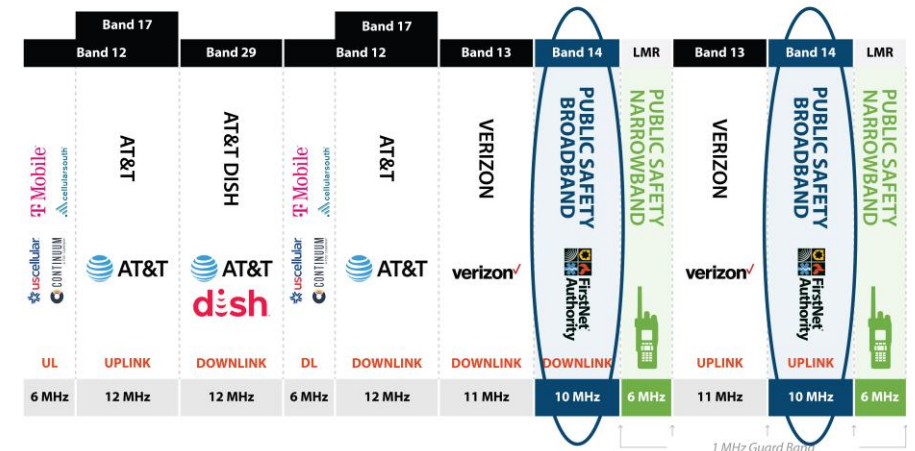 Band 17
Band 17
Band 12
Band 29
Band 12
Band 13
Band 14
LMR
Band 13
Band 14
LMR
T Mobile
cellularsouth
AT&T
AT&T DISH
T Mobile
cellularsouth
AT&T
VERIZON
PUBLIC SAFETY
BROADBAND
PUBLIC SAFETY
NARROWBAND
VERIZON
PUBLIC SAFETY
BROADBAND
PUBLIC SAFETY
NARROWBAND
uscellular
CONTINUUM
AT&T
AT&T
dish
uscellular
CONTINUUM
AT&T
verizon
FirstNet
Authority
verizon
FirstNet
Authority
UL
UPLINK
DOWNLINK
DL
DOWNLINK
DOWNLINK
DOWNLINK
UPLINK
UPLINK
6 MHz
12 MHz
12 MHz
6 MHz
12 MHz
11 MHz
10 MHz
6 MHz
11 MHz
10 MHz
6 MHz
1 MHz Guard Band